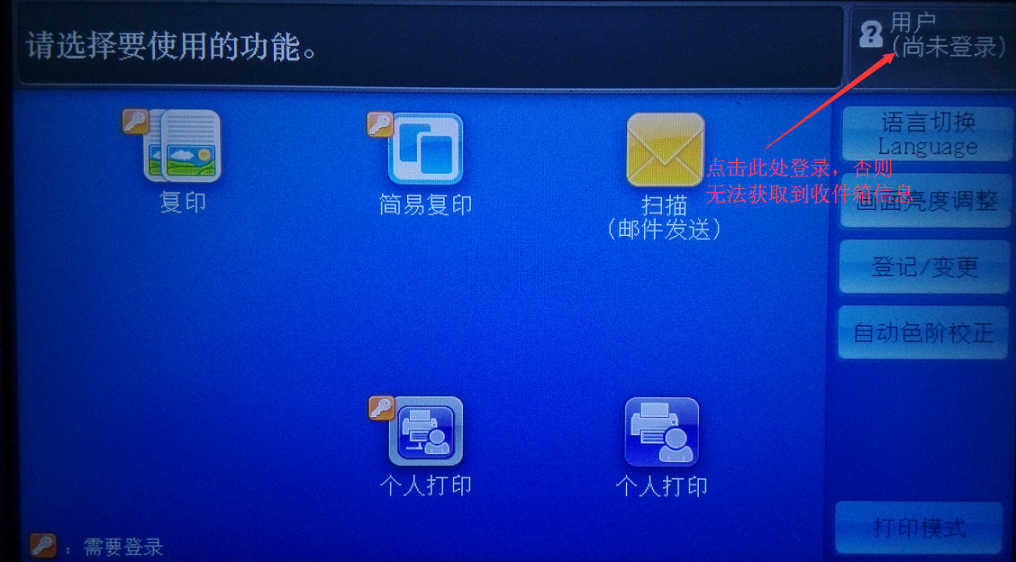 请选择要使用的功能。
用户
(尚未登录)
复印
简易复印
扫描
(邮件发送)
点击此处登录，否则
无法获取到收件箱信息
语言切换
Language
画面亮度调整
登记/变更
自动色阶校正
个人打印
个人打印
打印模式
：需要登录